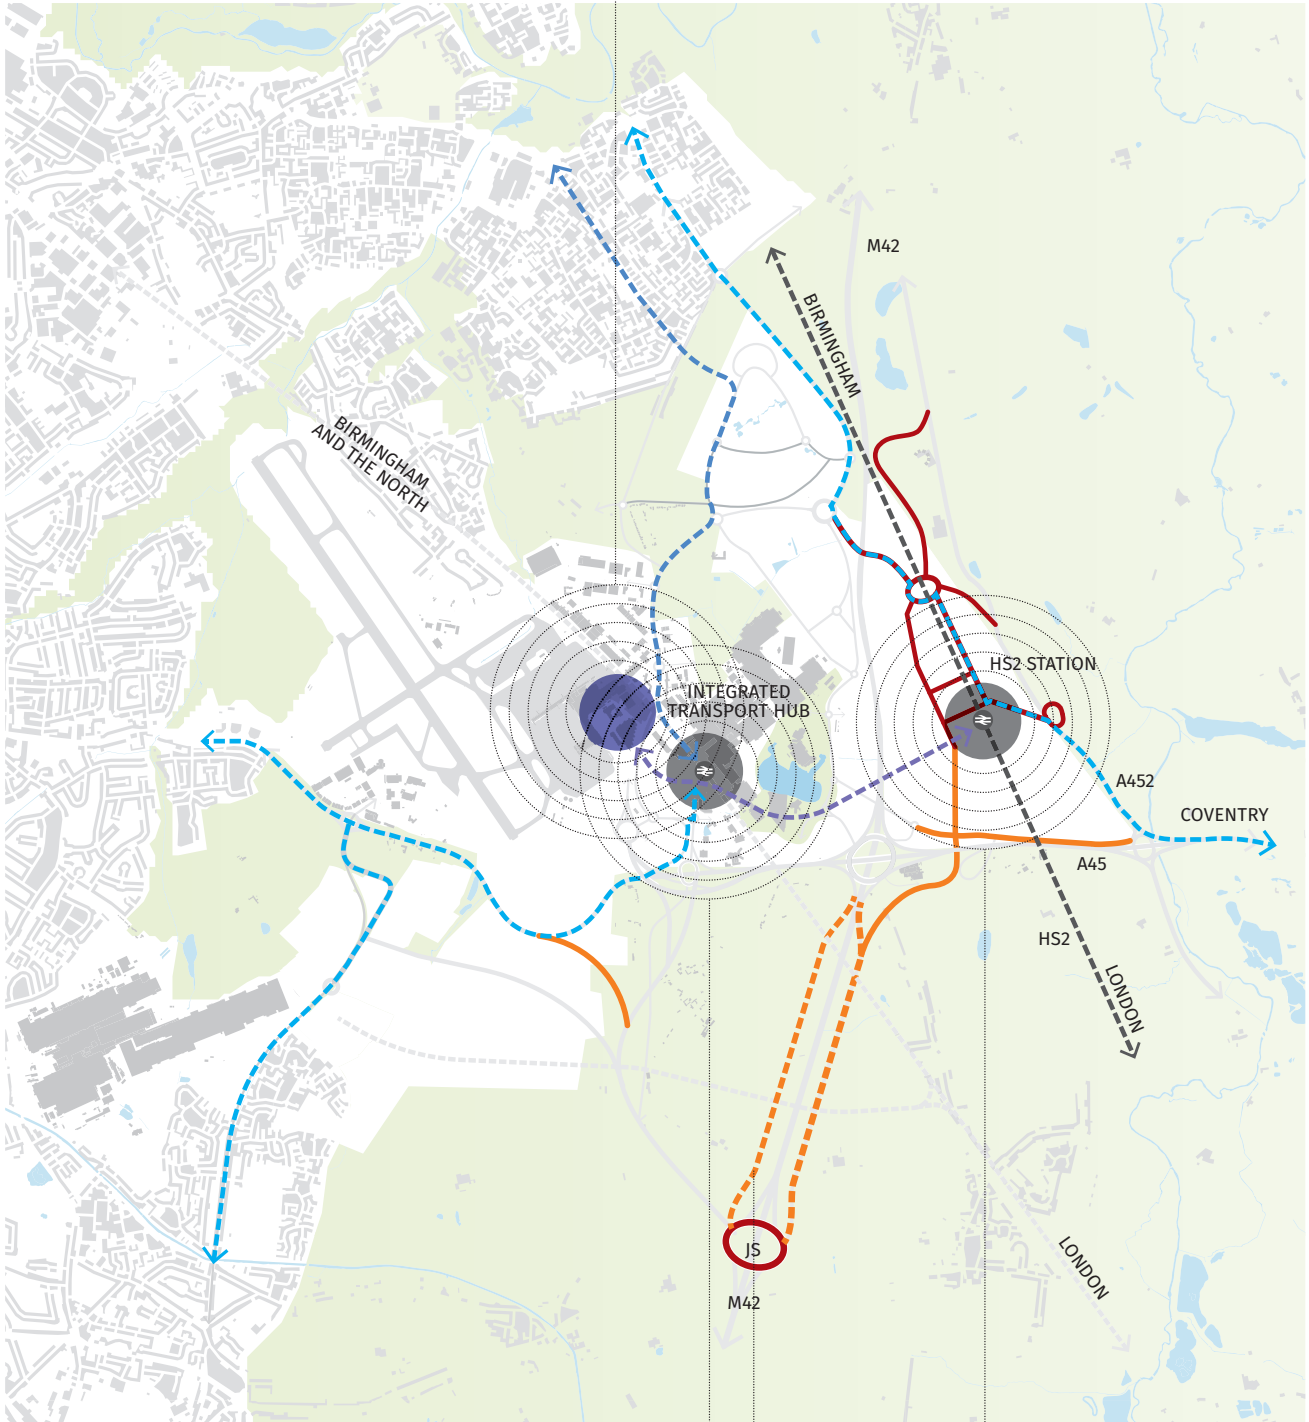 M42
BIRMINGHAM
BIRMINGHAM
AND THE NORTH
HS2 STATION
INTEGRATED
TRANSPORT HUB
A452
COVENTRY
A45
HS2
LONDON
JS
LONDON
M42